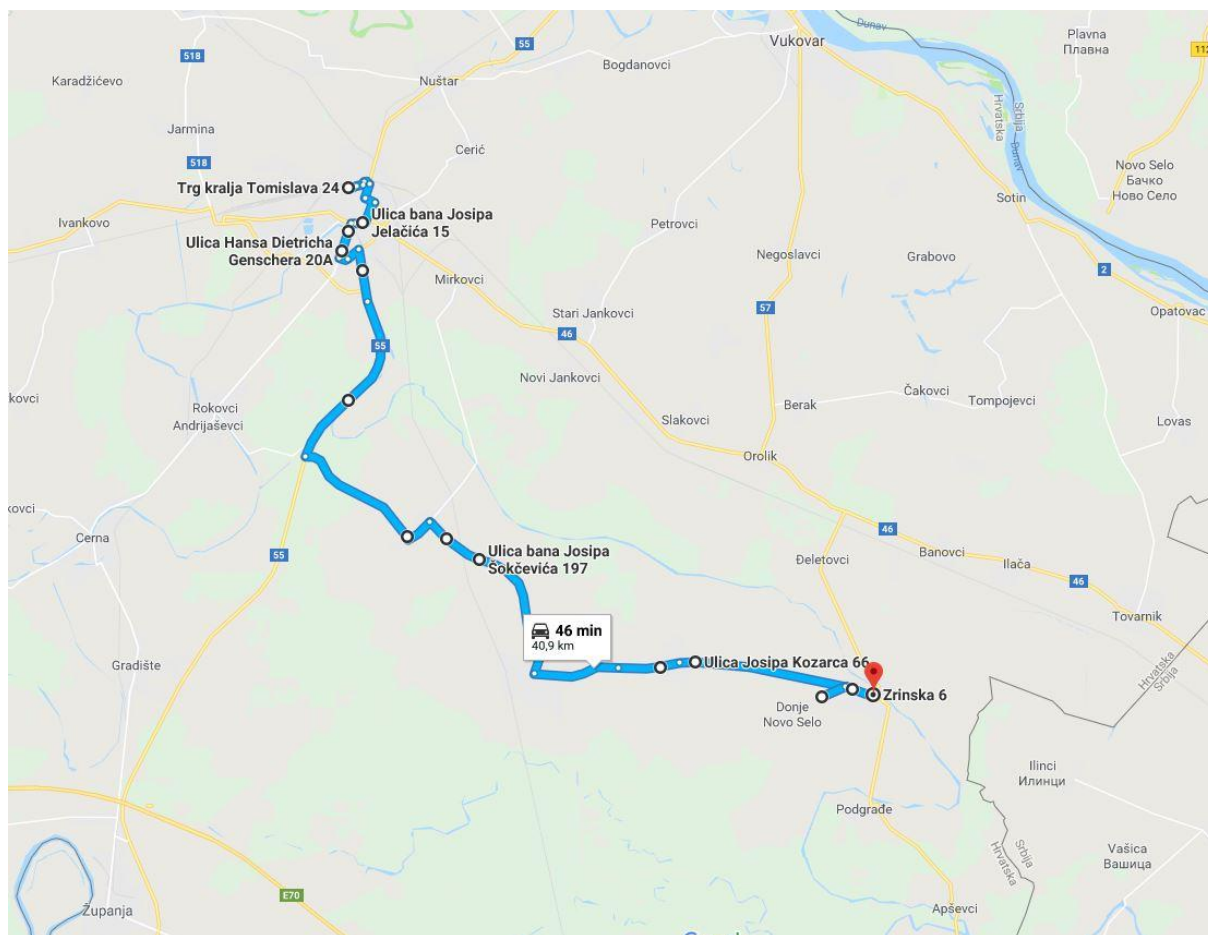 518
55
Dunav
Plavna
Плавна
112
Karadžićevo
Nuštar
Bogdanovci
Vukovar
Hrvatska
Srbija
Dunav
Jarmina
518
Cerić
Novo Selo
Бачко
Ново Село
Trg kralja Tomislava 24
Ivankovo
Ulica bana Josipa
Jelačića 15
Petrovci
Sotin
Ulica Hansa Dietricha
Genschera 20A
Mirkovci
Negoslavci
Grabovo
2
Stari Jankovci
57
Opatovac
46
55
Novi Jankovci
Čakovci
Tompojevci
kovci
Rokovci
Andrijaševci
Slakovci
Berak
Lovas
Orolik
kovci
Cerna
46
55
Ulica bana Josipa
Šokčevića 197
Đeletovci
Banovci
Ilača
46
Tovarnik
46 min
40,9 km
Gradište
Ulica Josipa Kozarca 66
Hrvatska
Srbija
Zrinska 6
Donje
Novo Selo
Ilinci
Илинци
Podgrađe
Srbija
Hrvatska
Vašica
Вашица
E70
Županja
Apševci